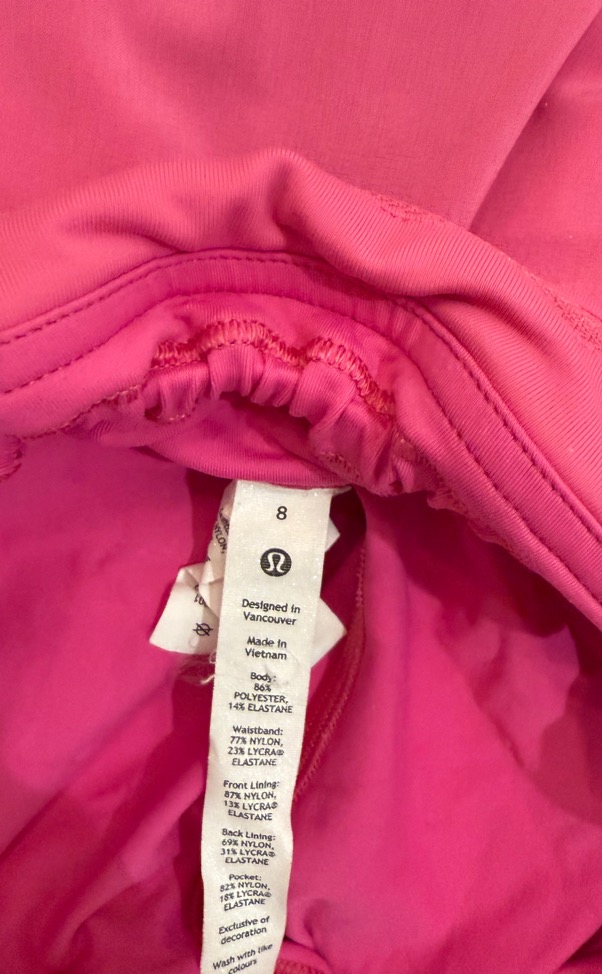 8
Designed in
Vancouver
Made in
Vietnam
Body:
86%
POLYESTER,
14% ELASTANE
Waistband:
77% NYLON,
23% LYCRA®
ELASTANE
Front Lining:
87% NYLON,
13% LYCRA®
ELASTANE
Back Lining:
69% NYLON,
31% LYCRA®
ELASTANE
Pocket:
82% NYLON,
18% LYCRA®
ELASTANE
Exclusive of
decoration
Wash with like
colours